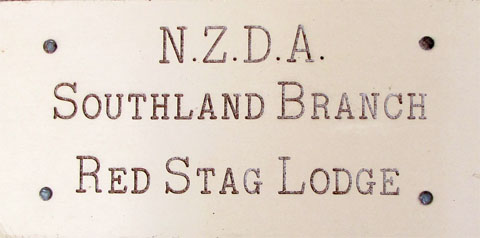 N.Z.D.A.
SOUTHLAND BRANCH
RED STAG LODGE